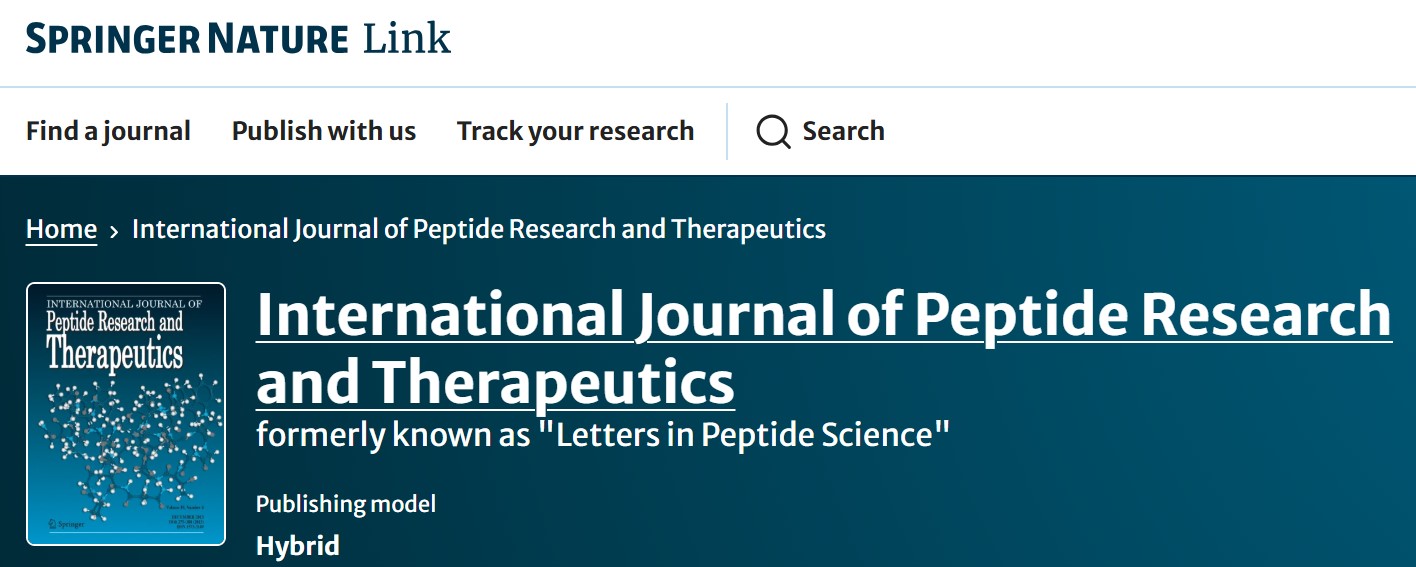 SPRINGER NATURE Link
Find a journal Publish with us Track your research Search
Home › International Journal of Peptide Research and Therapeutics
INTERNATIONAL JOURNAL OF
Peptide Research and
Therapeutics
Springer
International Journal of Peptide Research
and Therapeutics
formerly known as "Letters in Peptide Science"
Publishing model
Hybrid